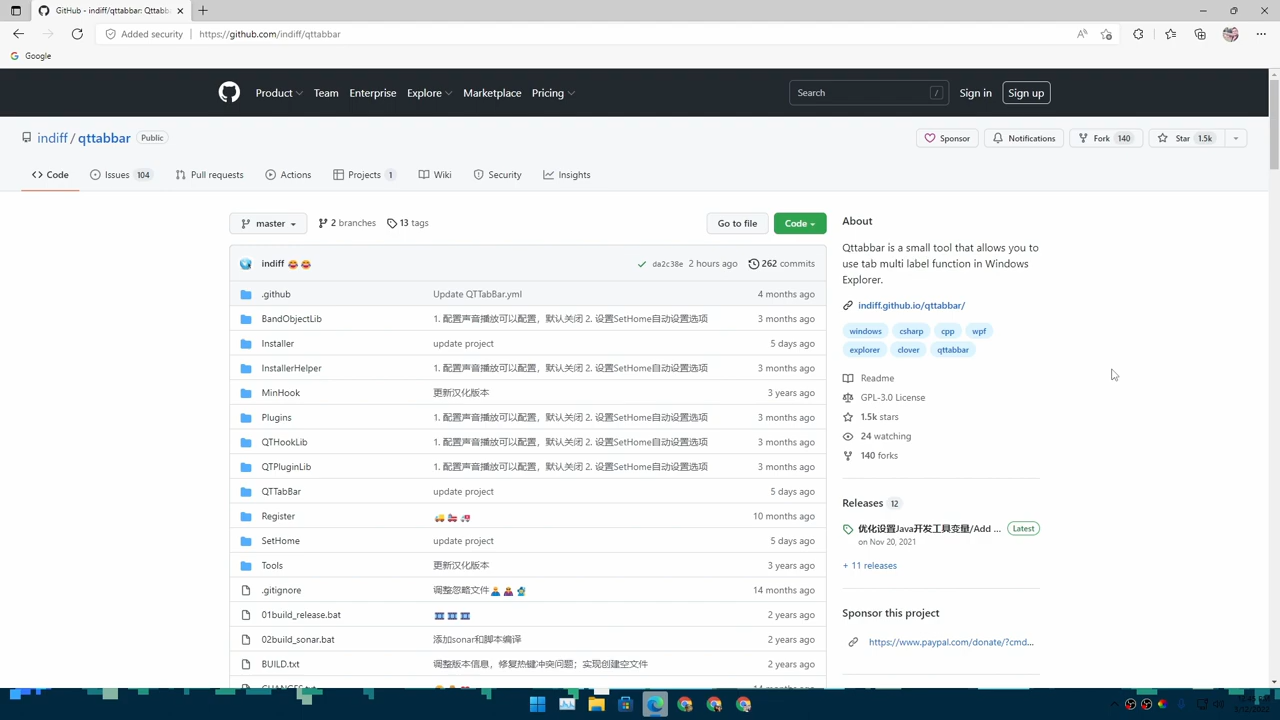 GitHub - indiff/qttabbar: Qttabb
Added security
https://github.com/indiff/qttabbar
Google
Product
Team
Enterprise
Explore
Marketplace
Pricing
Search
/
Sign in
Sign up
indiff / qttabbar
Public
Sponsor
Notifications
Fork 140
Star 1.5k
Code
Issues 104
Pull requests
Actions
Projects 1
Wiki
Security
Insights
master
2 branches
13 tags
Go to file
Code
indiff
da2c38e 2 hours ago
262 commits
.github Update QTTabBar.yml 4 months ago
BandObjectLib 1. 配置声音播放可以配置，默认关闭 2. 设置SetHome自动设置选项 3 months ago
Installer update project 5 days ago
InstallerHelper 1. 配置声音播放可以配置，默认关闭 2. 设置SetHome自动设置选项 3 months ago
MinHook 更新汉化版本 3 years ago
Plugins 1. 配置声音播放可以配置，默认关闭 2. 设置SetHome自动设置选项 3 months ago
QTHookLib 1. 配置声音播放可以配置，默认关闭 2. 设置SetHome自动设置选项 3 months ago
QTPluginLib 1. 配置声音播放可以配置，默认关闭 2. 设置SetHome自动设置选项 3 months ago
QTTabBar update project 5 days ago
Register 10 months ago
SetHome update project 5 days ago
Tools 更新汉化版本 3 years ago
.gitignore 调整忽略文件 14 months ago
01build_release.bat 2 years ago
02build_sonar.bat 添加sonar和脚本编译 2 years ago
BUILD.txt 调整版本信息，修复热键冲突问题；实现创建空文件 2 years ago
About
Qttabbar is a small tool that allows you to
use tab multi label function in Windows
Explorer.
indiff.github.io/qttabbar/
windows csharp cpp wpf
explorer clover qttabbar
Readme
GPL-3.0 License
1.5k stars
24 watching
140 forks
Releases 12
优化设置Java开发工具变量/Add ... Latest
on Nov 20, 2021
+ 11 releases
Sponsor this project
https://www.paypal.com/donate/?cmd...